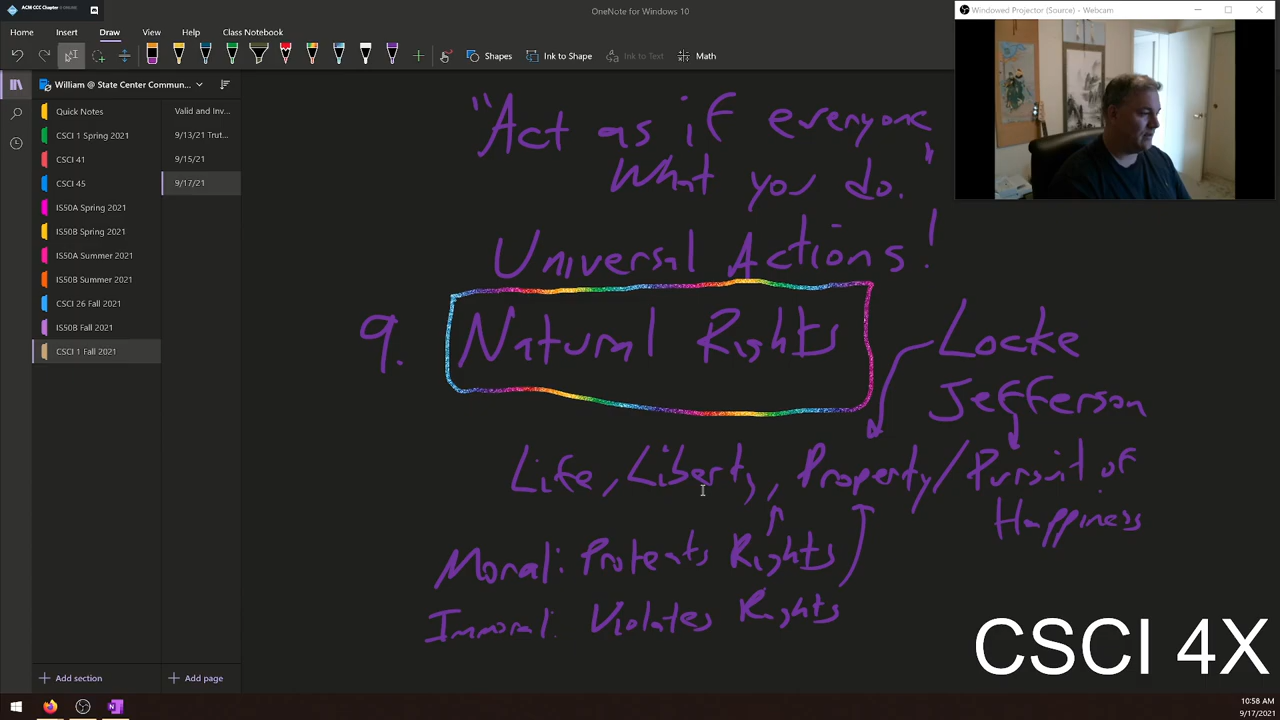 ACM CCC Chapter
OneNote for Windows 10
Windowed Projector (Source) - Webcam
Home Insert Draw View Help Class Notebook
Shapes Ink to Shape Ink to Text Math
William @ State Center Commun...
Quick Notes
CSCI 1 Spring 2021
CSCI 41
CSCI 45
IS50A Spring 2021
IS50B Spring 2021
IS50A Summer 2021
IS50B Summer 2021
CSCI 26 Fall 2021
IS50B Fall 2021
CSCI 1 Fall 2021
Valid and Inv...
9/13/21 Trut...
9/15/21
9/17/21
"Act as if everyone
What you do."
Universal Actions!
9. Natural Rights
Locke
Jefferson
Life, Liberty, Property/Pursuit of
Happiness
Moral: Protects Rights
Immoral: Violates Rights
CSCI 4X
Add section
Add page
10:58 AM
9/17/2021